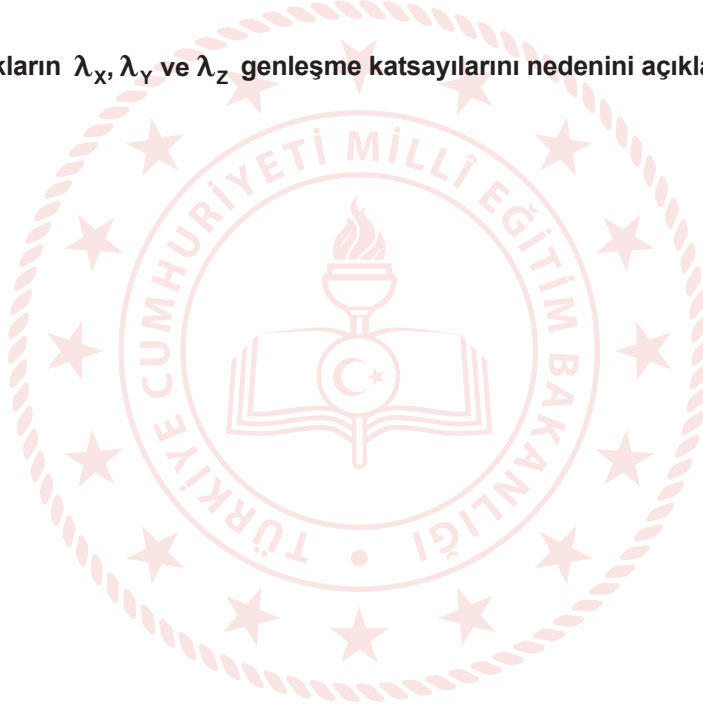 kların λX, λY ve λZ genleşme katsayılarını nedenini açıkla
TÜRKİYE CUMHURİYETİ MİLLÎ EĞİTİM BAKANLIĞI